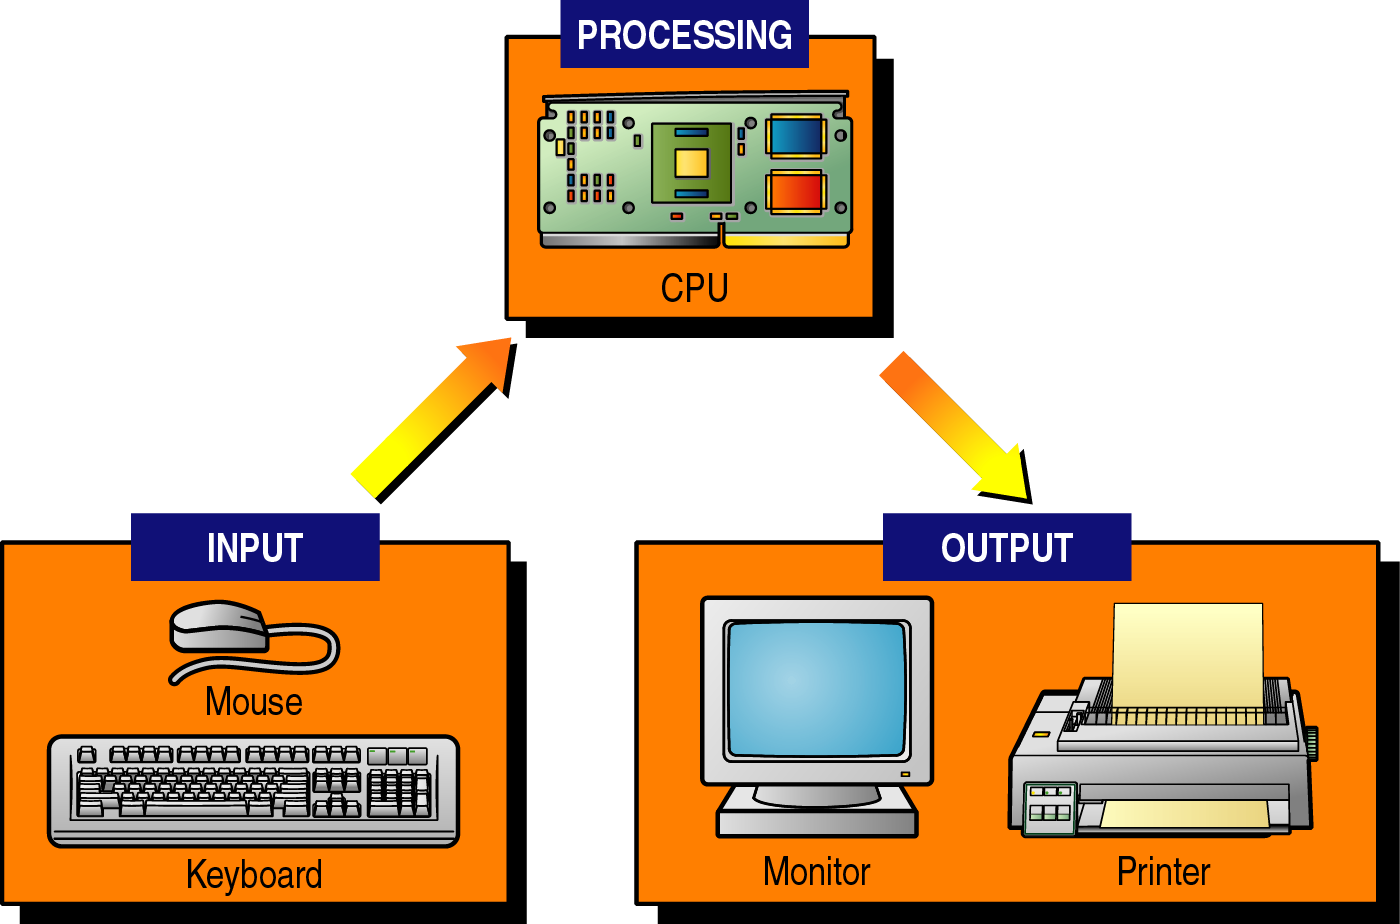 PROCESSING
CPU
INPUT
Mouse
Keyboard
OUTPUT
Monitor
Printer